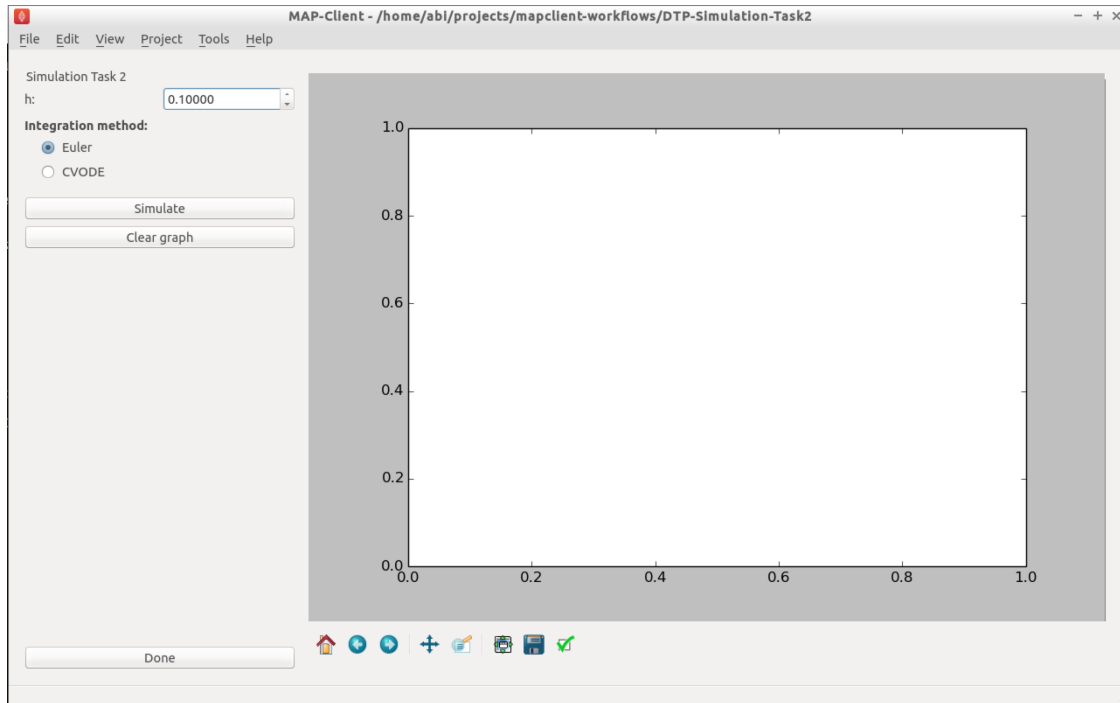 MAP-Client - /home/abi/projects/mapclient-workflows/DTP-Simulation-Task2
File Edit View Project Tools Help
Simulation Task 2
h: 0.10000
Integration method:
Euler
CVODE
Simulate
Clear graph
Done
1.0
0.8
0.6
0.4
0.2
0.0
0.0 0.2 0.4 0.6 0.8 1.0